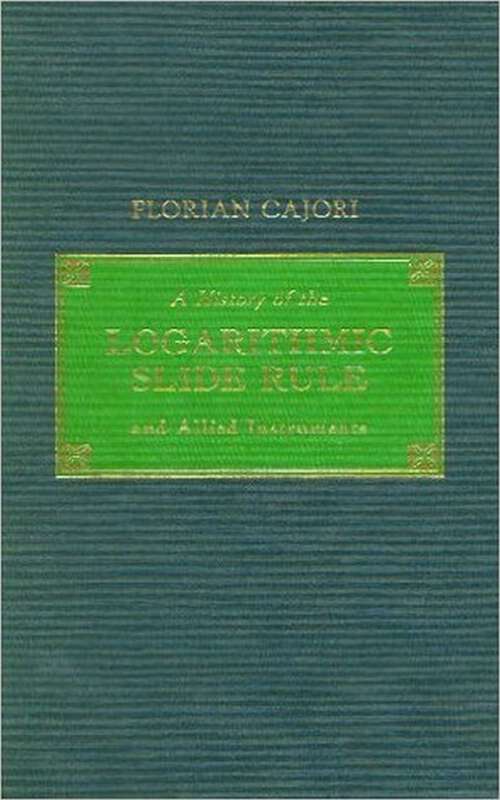 FLORIAN CAJORI
A History of the
LOGARITHMIC
SLIDE RULE
and Allied Instruments